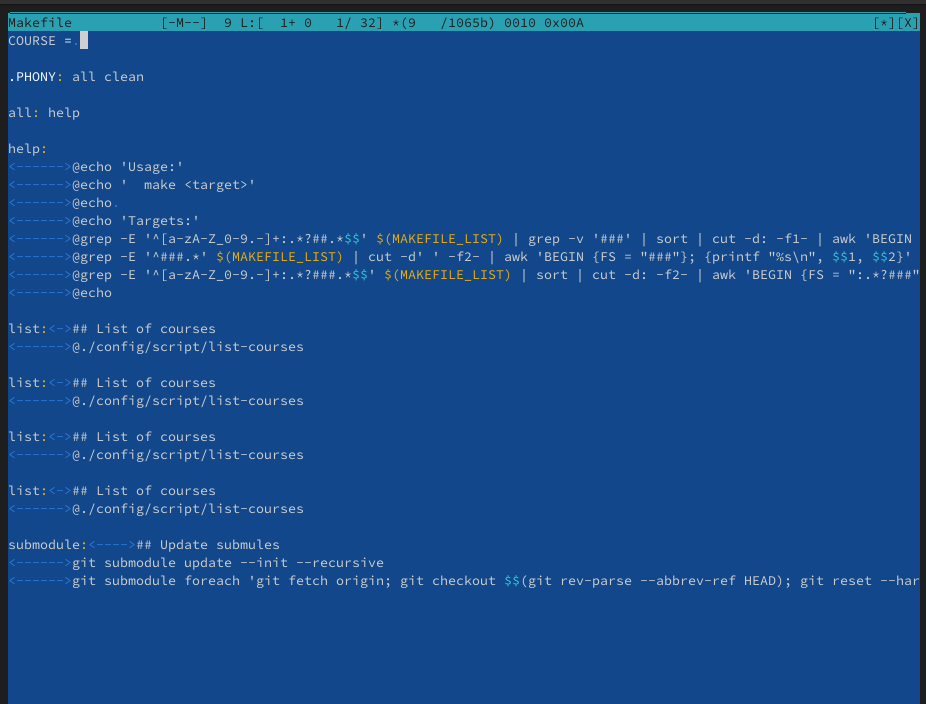 Makefile [-M--] 9 L:[ 1+ 0 1/ 32] *(9 /1065b) 0010 0x00A [*][X]
COURSE =.
.PHONY: all clean
all: help
help:
<------>@echo 'Usage:'
<------>@echo '  make <target>'
<------>@echo.
<------>@echo 'Targets:'
<------>@grep -E '^[a-zA-Z_0-9.-]+:.*?##.*$$' $(MAKEFILE_LIST) | grep -v '###' | sort | cut -d: -f1- | awk 'BEGIN
<------>@grep -E '^###.*' $(MAKEFILE_LIST) | cut -d' ' -f2- | awk 'BEGIN {FS = "###"}; {printf "%s\n", $$1, $$2}'
<------>@grep -E '^[a-zA-Z_0-9.-]+:.*?###.*$$' $(MAKEFILE_LIST) | sort | cut -d: -f2- | awk 'BEGIN {FS = ":.*?###"
<------>@echo
list:<->## List of courses
<------>@./config/script/list-courses
list:<->## List of courses
<------>@./config/script/list-courses
list:<->## List of courses
<------>@./config/script/list-courses
list:<->## List of courses
<------>@./config/script/list-courses
submodule:<---->## Update submules
<------>git submodule update --init --recursive
<------>git submodule foreach 'git fetch origin; git checkout $$(git rev-parse --abbrev-ref HEAD); git reset --har